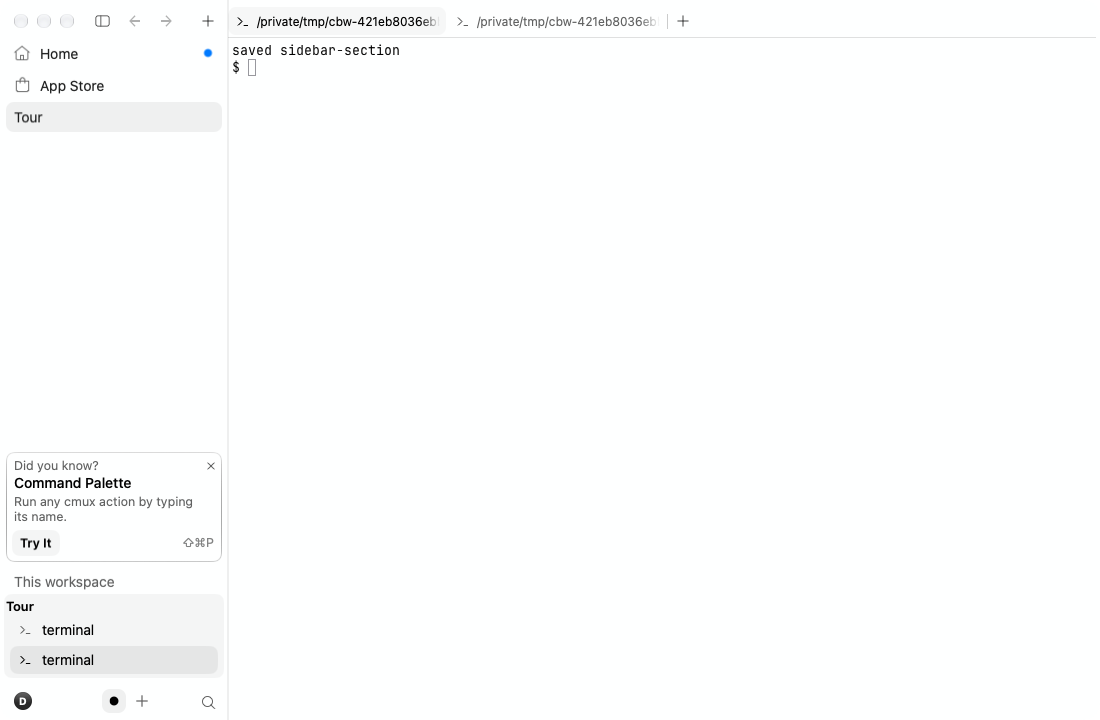 /private/tmp/cbw-421eb8036eb
/private/tmp/cbw-421eb8036eb
Home
App Store
Tour
saved sidebar-section
$
Did you know?
Command Palette
Run any cmux action by typing
its name.
Try It
⇧⌘P
This workspace
Tour
terminal
terminal
D